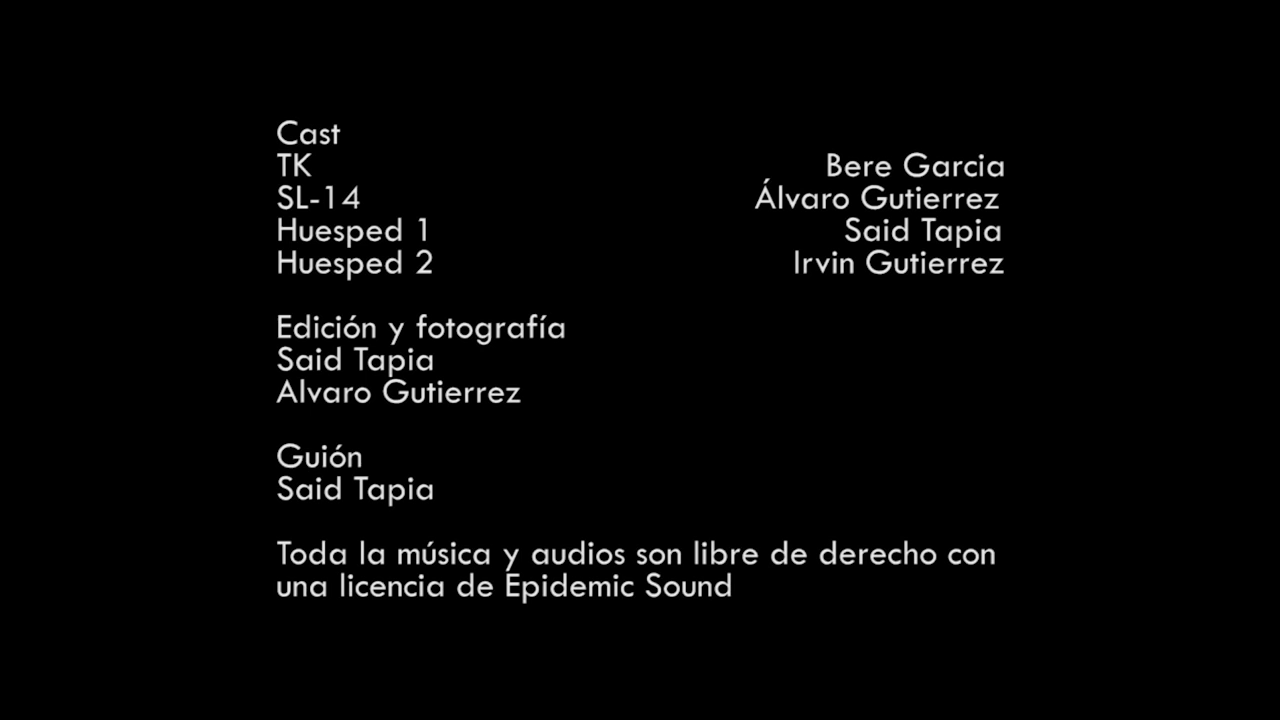 Cast
TK Bere Garcia
SL-14 Álvaro Gutierrez
Huesped 1 Said Tapia
Huesped 2 Irvin Gutierrez
Edición y fotografía
Said Tapia
Alvaro Gutierrez
Guión
Said Tapia
Toda la música y audios son libre de derecho con
una licencia de Epidemic Sound